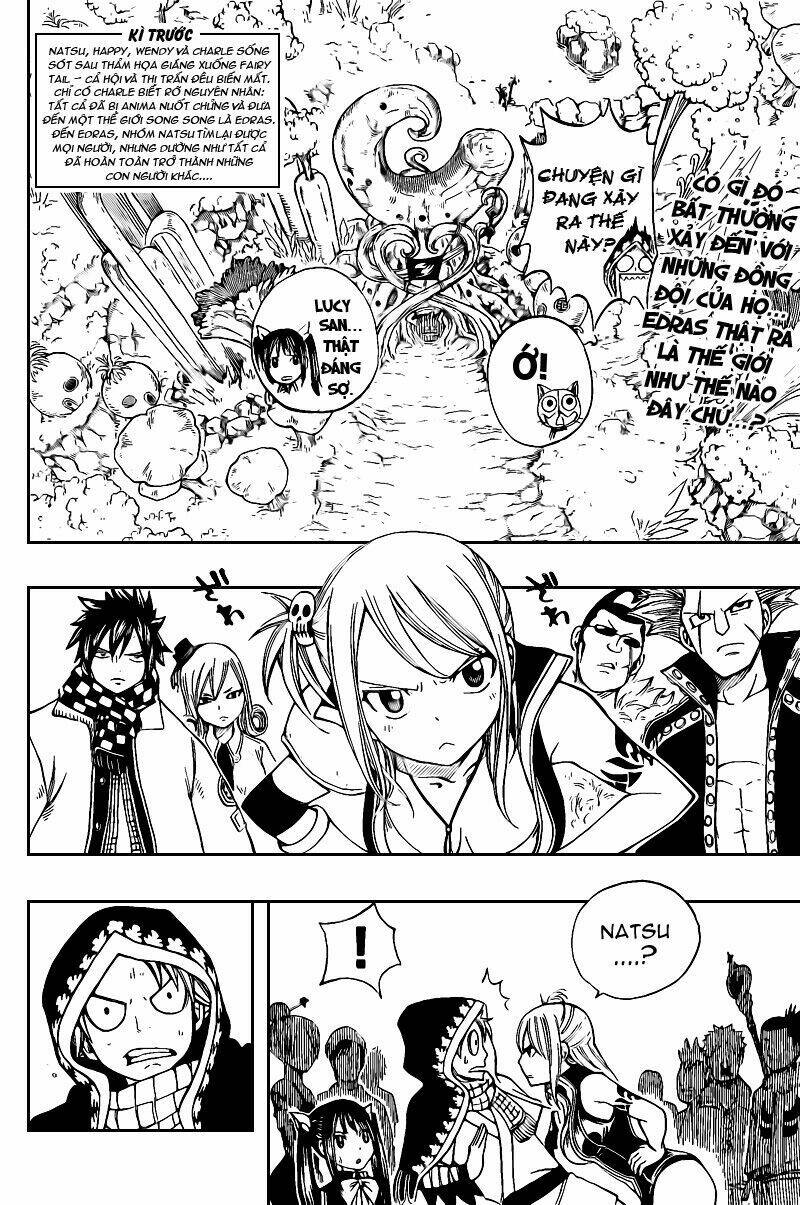 KÌ TRƯỚC
NATSU, HAPPY, WENDY VÀ CHARLE SỐNG
SÓT SAU THẢM HỌA GIÁNG XUỐNG FAIRY
TAIL - CẢ HỘI VÀ THỊ TRẤN ĐỀU BIẾN MẤT.
CHỈ CÓ CHARLE BIẾT RÕ NGUYÊN NHÂN:
TẤT CẢ ĐÃ BỊ ANIMA NUỐT CHỬNG VÀ ĐƯA
ĐẾN MỘT THẾ GIỚI SONG SONG LÀ EDRAS.
ĐẾN EDRAS, NHÓM NATSU TÌM LẠI ĐƯỢC
MỌI NGƯỜI, NHƯNG DƯỜNG NHƯ TẤT CẢ
ĐÃ HOÀN TOÀN TRỞ THÀNH NHỮNG
CON NGƯỜI KHÁC....
CHUYỆN GÌ
ĐANG XẢY
RA THẾ
NÀY?
CÓ GÌ ĐÓ
BẤT THƯỜNG
XẢY ĐẾN VỚI
NHỮNG ĐỒNG
ĐỘI CỦA HỌ...
EDRAS THẬT RA
LÀ THẾ GIỚI
NHƯ THẾ NÀO
ĐÂY CHỨ...?
LUCY
SAN...
THẬT
ĐÁNG
SỢ
Ớ!
ぞ
ぞろ
NATSU
....?
!